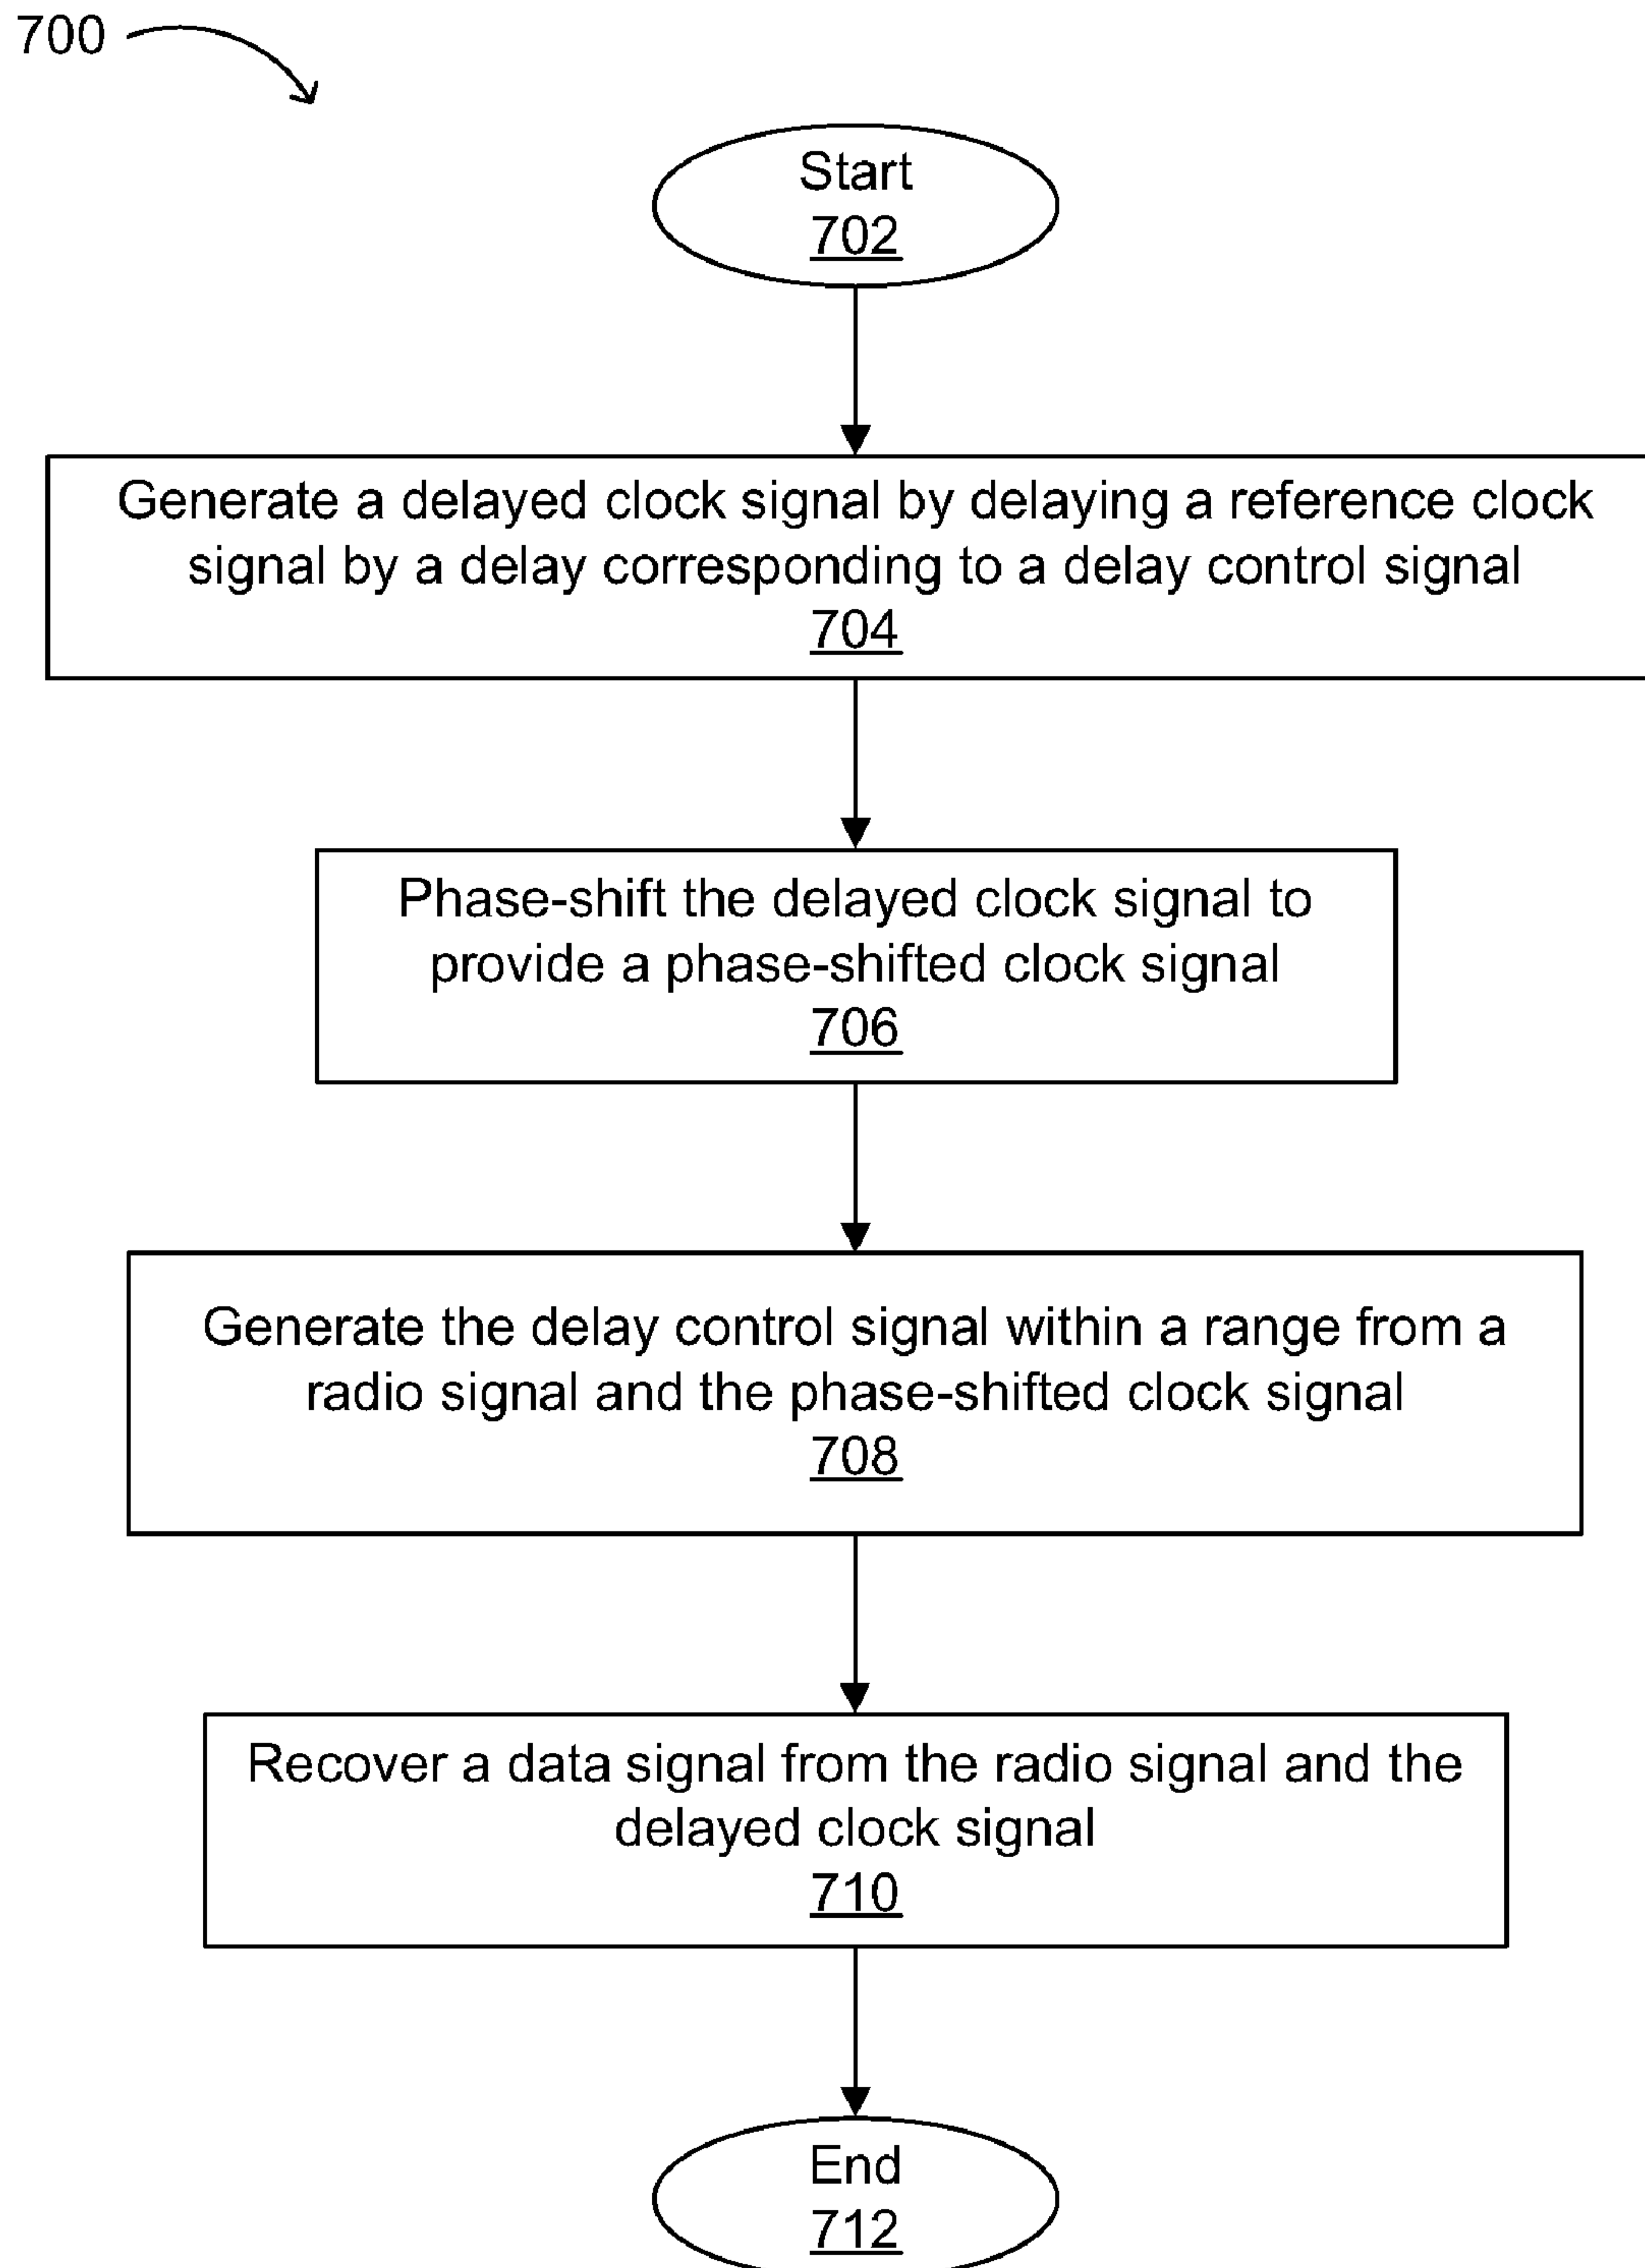 700
Start
702
Generate a delayed clock signal by delaying a reference clock
signal by a delay corresponding to a delay control signal
704
Phase-shift the delayed clock signal to
provide a phase-shifted clock signal
706
Generate the delay control signal within a range from a
radio signal and the phase-shifted clock signal
708
Recover a data signal from the radio signal and the
delayed clock signal
710
End
712